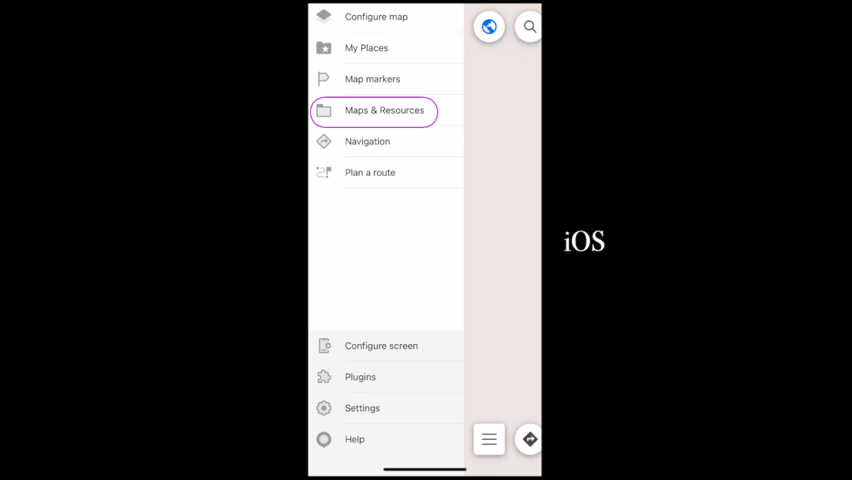 Configure map
My Places
Map markers
Maps & Resources
Navigation
Plan a route
iOS
Configure screen
Plugins
Settings
Help